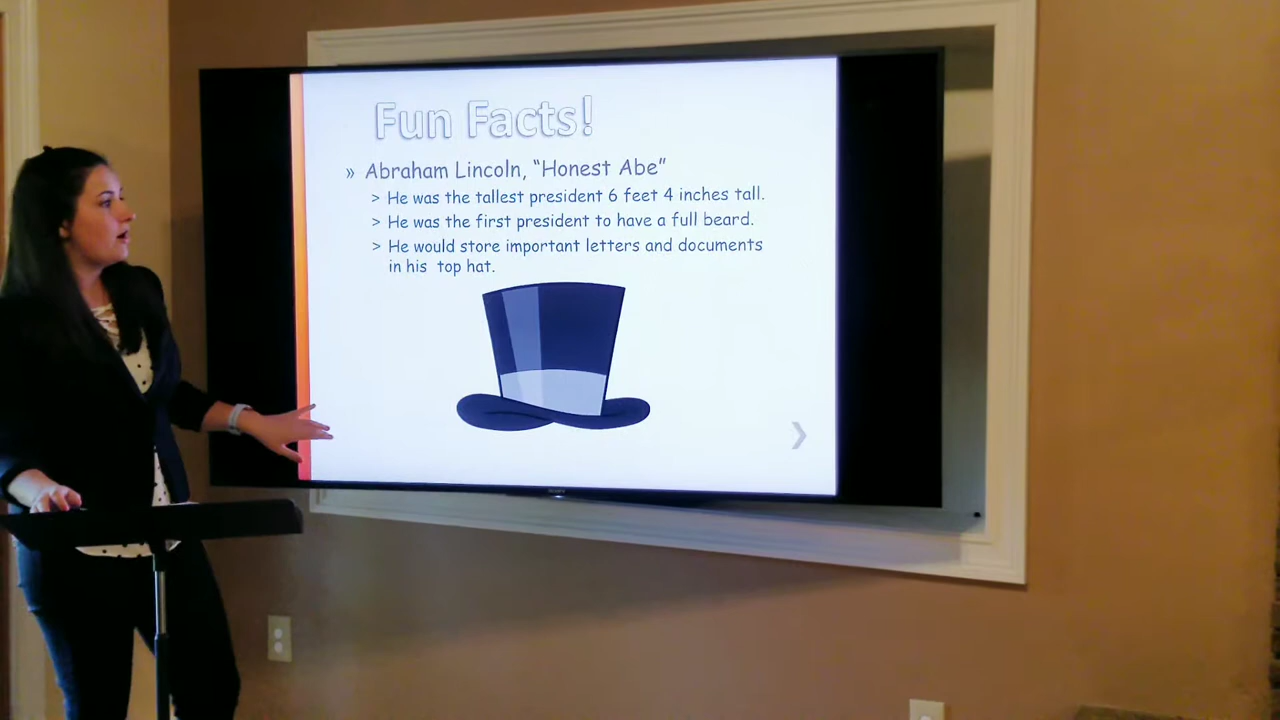 Fun Facts!
» Abraham Lincoln, “Honest Abe”
> He was the tallest president 6 feet 4 inches tall.
> He was the first president to have a full beard.
> He would store important letters and documents
in his top hat.